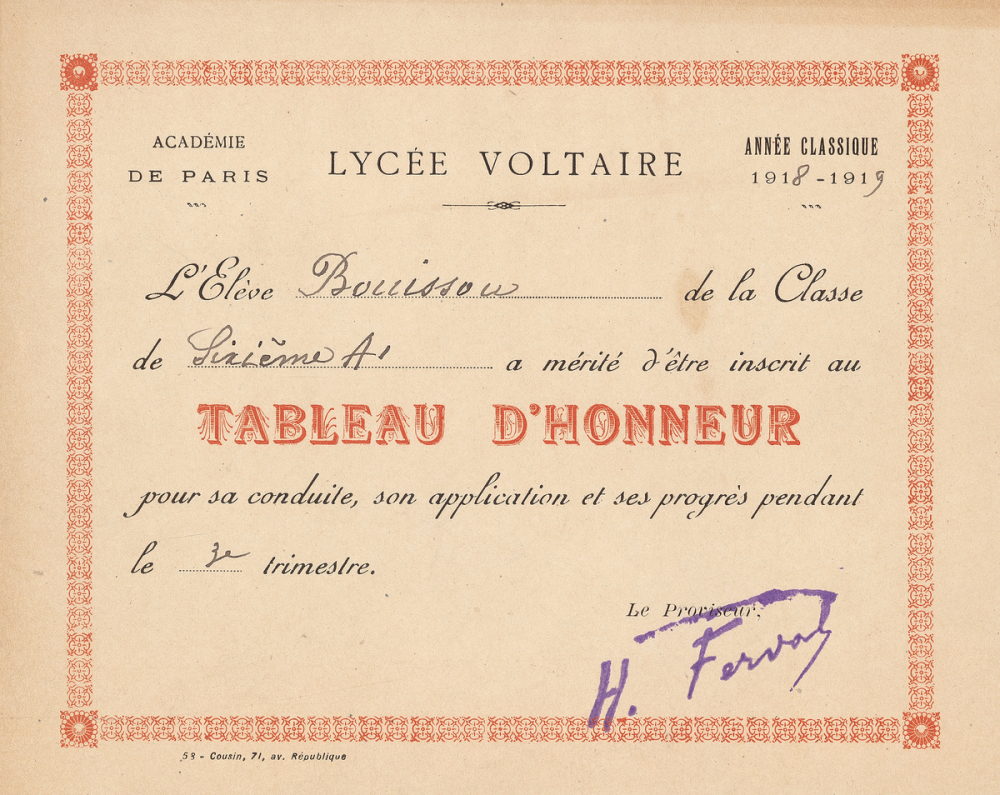 ACADÉMIE
DE PARIS
LYCÉE VOLTAIRE
ANNÉE CLASSIQUE
1918-1919
L'Elève Bouissou de la Classe
de Sixième A1 a mérité d'être inscrit au
TABLEAU D'HONNEUR
pour sa conduite, son application et ses progrès pendant
le 3e trimestre.
Le Proviseur,
H. Ferval
58 - Cousin, 71, av. République